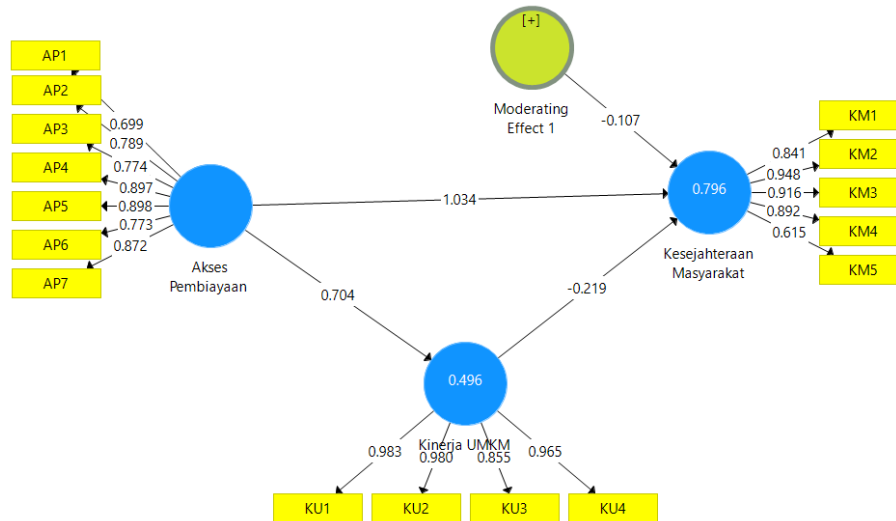 [+]
Moderating
Effect 1
-0.107
AP1
AP2
AP3
AP4
AP5
AP6
AP7
0.699
0.789
0.774
0.897
0.898
0.773
0.872
Akses
Pembiayaan
1.034
0.704
-0.219
0.796
Kesejahteraan
Masyarakat
0.841
0.948
0.916
0.892
0.615
KM1
KM2
KM3
KM4
KM5
0.496
Kinerja UMKM
0.983
0.980
0.855
0.965
KU1
KU2
KU3
KU4